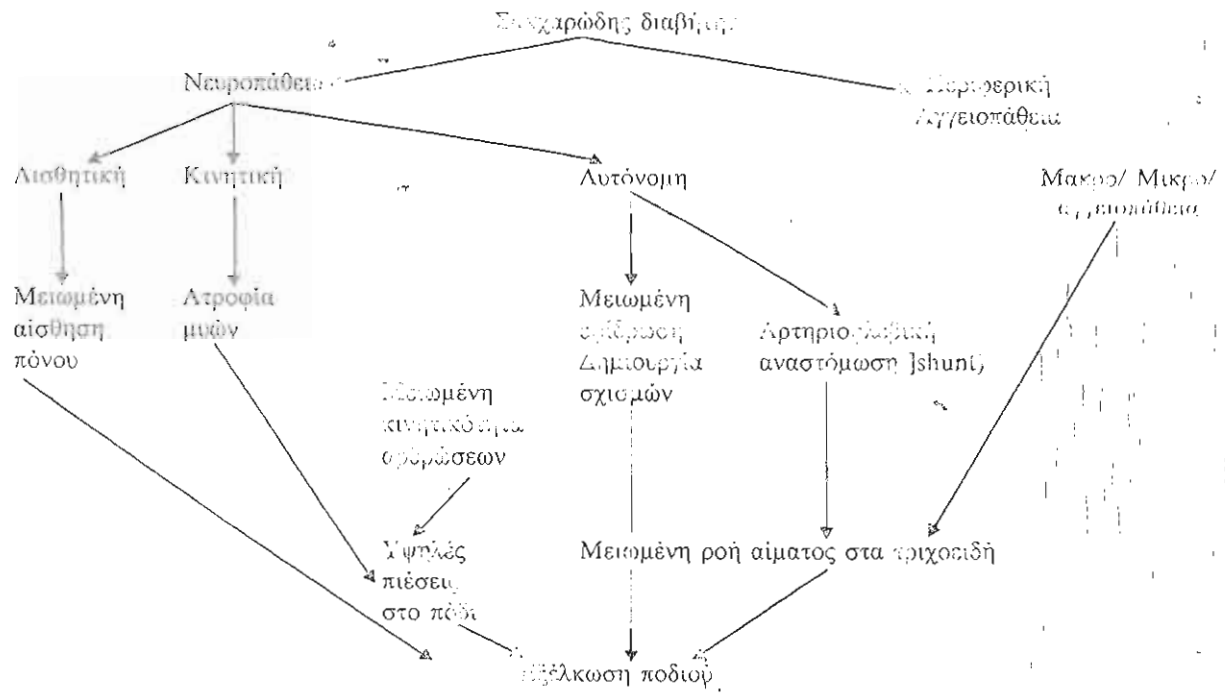 Σακχαρώδης διαβήτης
Νευροπάθεια
Περιφερική
Αγγειοπάθεια
Αισθητική
Κινητική
Αυτόνομη
Μακρο/ Μικρο/
αγγειοπάθεια
Μειωμένη
αίσθηση
πόνου
Ατροφία
μυών
Μειωμένη
εφίδρωση
Δημιουργία
σχισμών
Αρτηριοφλεβική
αναστόμωση ]shunt)
Μειωμένη
κινητικότητα
αρθρώσεων
Υψηλές
πιέσεις
στο πόδι
Μειωμένη ροή αίματος στα τριχοειδή
Εξέλκωση ποδιού